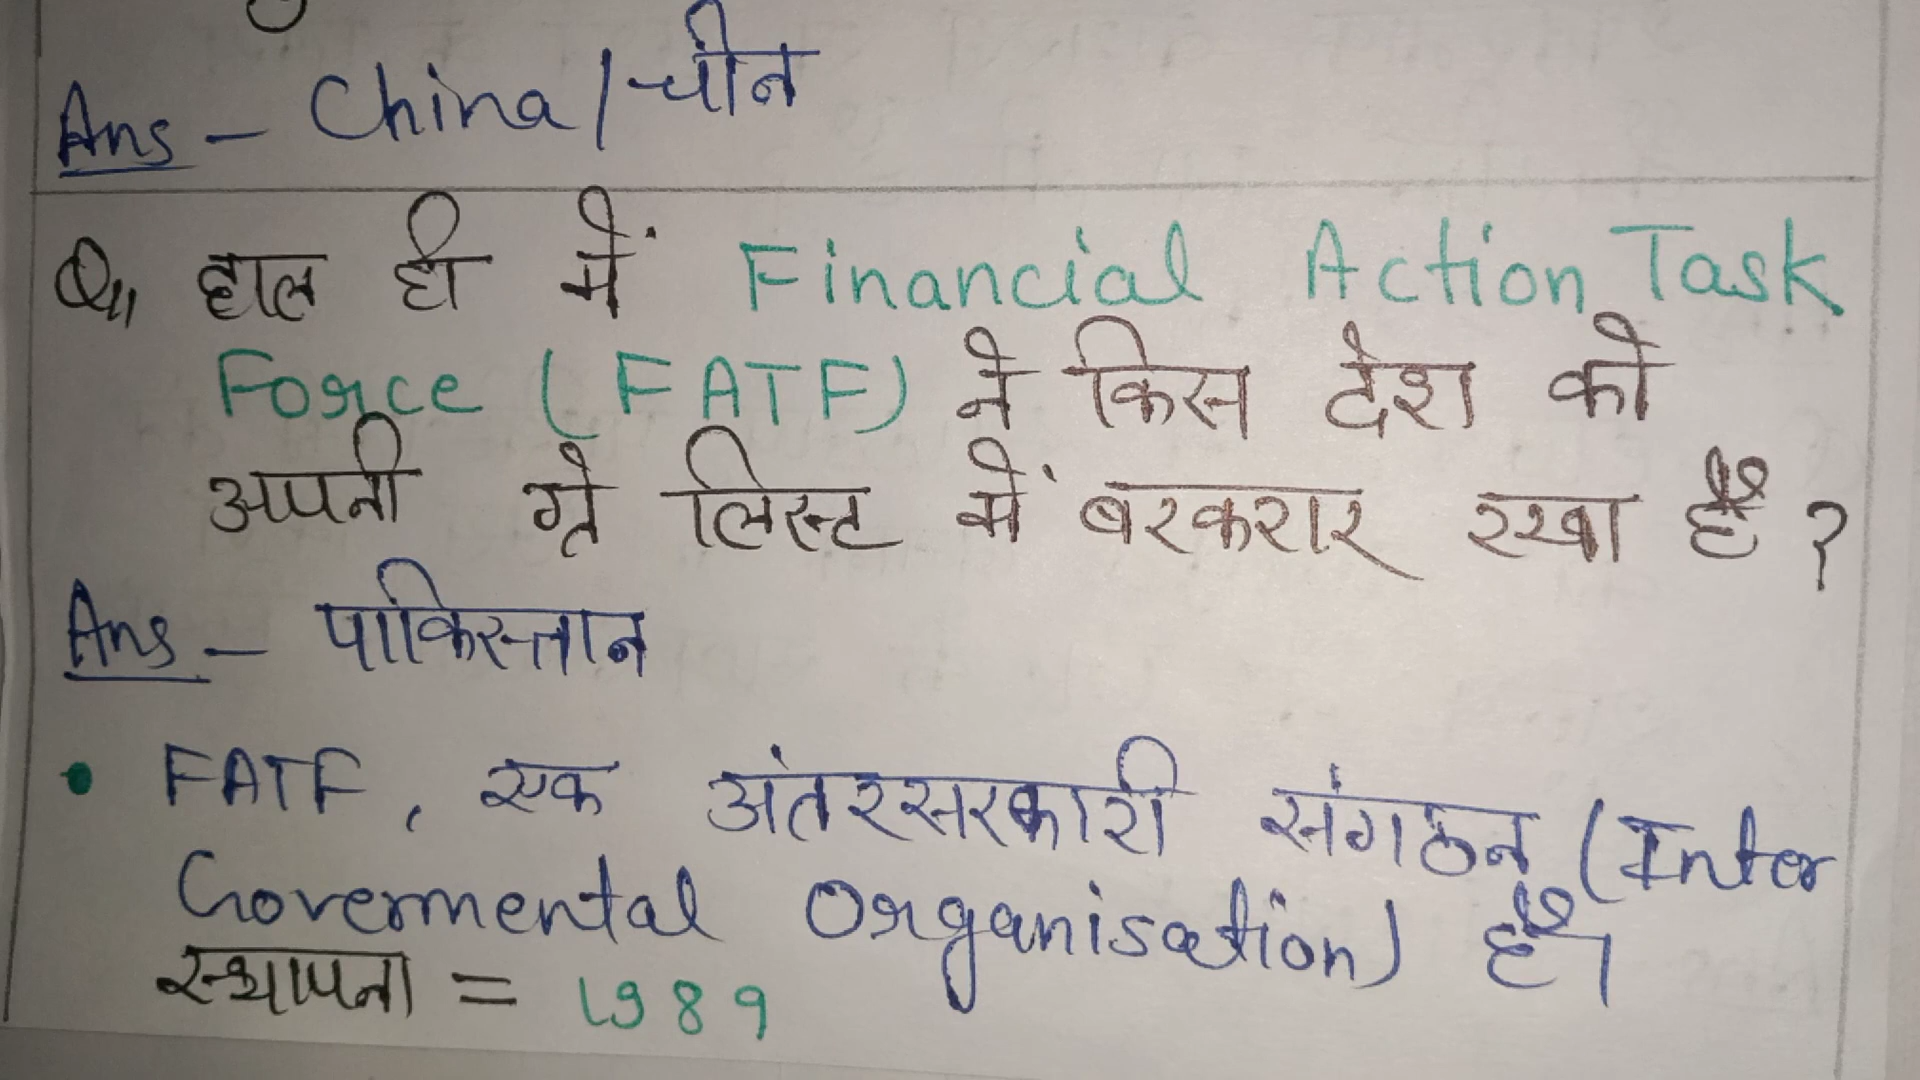 Ans - China / चीन
Q,, हाल ही में Financial Action Task
Force (FATF) ने किस देश को
अपनी ग्रे लिस्ट में बरकरार रखा है ?
Ans - पाकिस्तान
• FATF, एक अंतरसरकारी संगठन (Inter
Govermental Organisation) है।
स्थापना = 1989